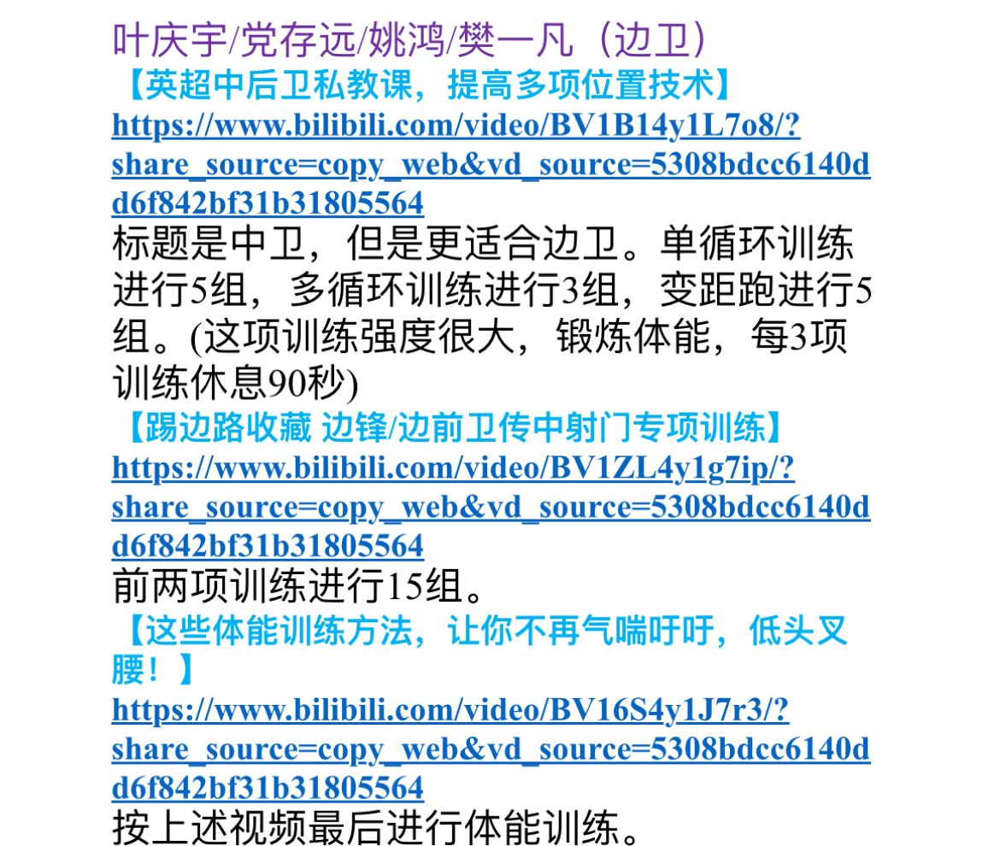 叶庆宇/党存远/姚鸿/樊一凡（边卫）
【英超中后卫私教课，提高多项位置技术】
https://www.bilibili.com/video/BV1B14y1L7o8/?
share_source=copy_web&vd_source=5308bdcc6140d
d6f842bf31b31805564
标题是中卫，但是更适合边卫。单循环训练
进行5组，多循环训练进行3组，变距跑进行5
组。(这项训练强度很大，锻炼体能，每3项
训练休息90秒)
【踢边路收藏 边锋/边前卫传中射门专项训练】
https://www.bilibili.com/video/BV1ZL4y1g7ip/?
share_source=copy_web&vd_source=5308bdcc6140d
d6f842bf31b31805564
前两项训练进行15组。
【这些体能训练方法，让你不再气喘吁吁，低头叉
腰！】
https://www.bilibili.com/video/BV16S4y1J7r3/?
share_source=copy_web&vd_source=5308bdcc6140d
d6f842bf31b31805564
按上述视频最后进行体能训练。